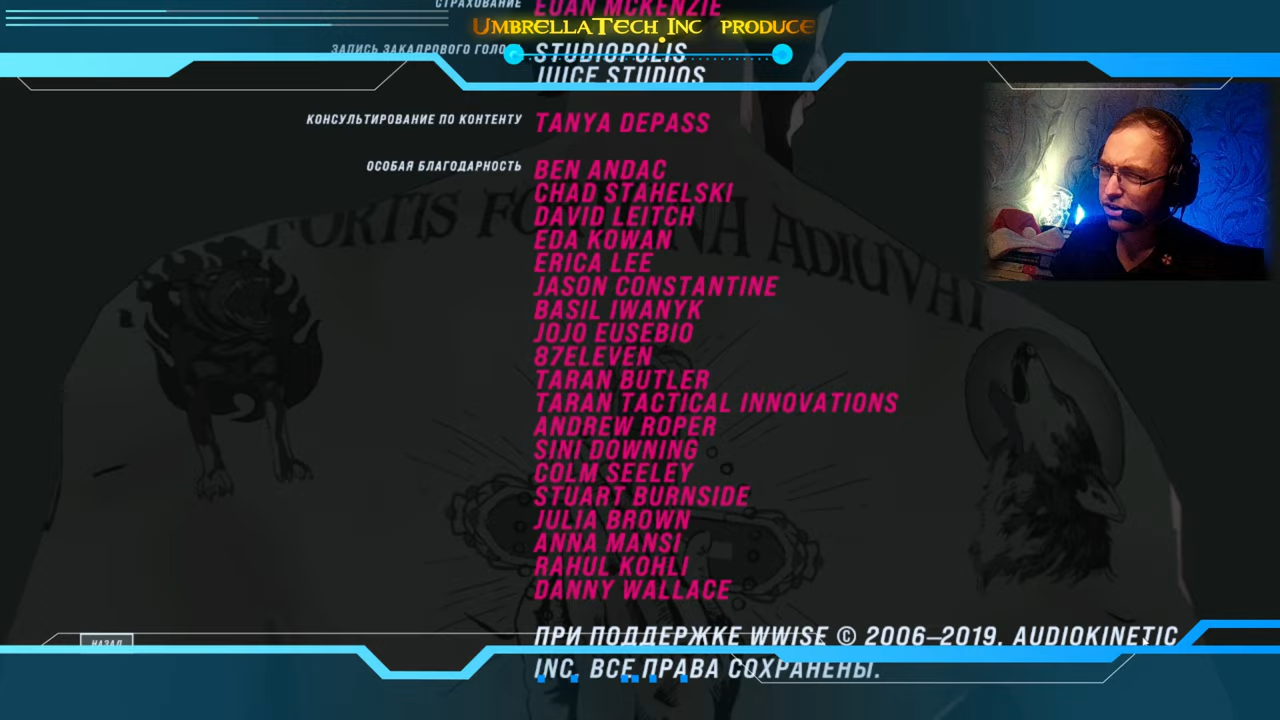 СТРАХОВАНИЕ EUAN MCKENZIE
UMBRELLATECH INC PRODUCE
ЗАПИСЬ ЗАКАДРОВОГО STUDIOPOLIS
JUICE STUDIOS
КОНСУЛЬТИРОВАНИЕ ПО КОНТЕНТУ TANYA DEPASS
ОСОБАЯ БЛАГОДАРНОСТЬ BEN ANDAC
CHAD STAHELSKI
DAVID LEITCH
EDA KOWAN
ERICA LEE
JASON CONSTANTINE
BASIL IWANYK
JOJO EUSEBIO
87ELEVEN
TARAN BUTLER
TARAN TACTICAL INNOVATIONS
ANDREW ROPER
SINI DOWNING
COLM SEELEY
STUART BURNSIDE
JULIA BROWN
ANNA MANSI
RAHUL KOHLI
DANNY WALLACE
FORTIS ADIUVAT
НАЗАД
ПРИ ПОДДЕРЖКЕ WWISE © 2006–2019. AUDIOKINETIC
INC. ВСЕ ПРАВА СОХРАНЕНЫ.